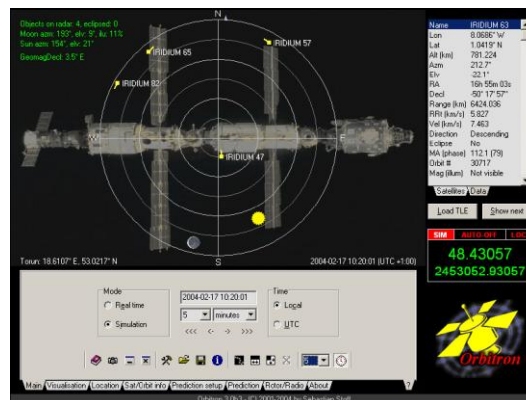 Objects on radar: 4, eclipsed: 0
Moon azm: 193°, elv: 9°, ilu: 11%
Sun azm: 154°, elv: 21°
GeomagDecl: 3.5° E
N
IRIDIUM 57
IRIDIUM 65
IRIDIUM 82
W
E
IRIDIUM 47
S
Torun: 18.6107° E, 53.0217° N
2004-02-17 10:20:01 (UTC +1:00)
Name IRIDIUM 63
Lon 8.0686° W
Lat 1.0419° N
Alt [km] 781.224
Azm 212.7°
Elv -22.1°
RA 16h 55m 03s
Decl -50° 17' 57"
Range [km] 6424.036
RRt [km/s] 5.827
Vel [km/s] 7.463
Direction Descending
Eclipse No
MA (phase) 112.1 (79)
Orbit # 30717
Mag (illum) Not visible
Satellites Data
Load TLE Show next
SIM AUTO-OFF LOC
48.43057
2453052.93057
Orbitron
Mode
Real time
Simulation
2004-02-17 10:20:01
5 minutes
<<< <- -> >>>
Time
Local
UTC
Main Visualisation Location Sat/Orbit info Prediction setup Prediction Rotor/Radio About
?